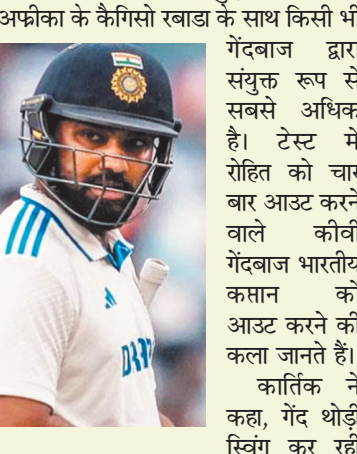 अफ्रीका के कैगिसो रबाडा के साथ किसी भी
गेंदबाज द्वारा
संयुक्त रूप से
सबसे अधिक
है। टेस्ट में
रोहित को चार
बार आउट करने
वाले कीवी
गेंदबाज भारतीय
कप्तान को
आउट करने की
कला जानते हैं।
कार्तिक ने
कहा, गेंद थोड़ी
स्विंग कर रही